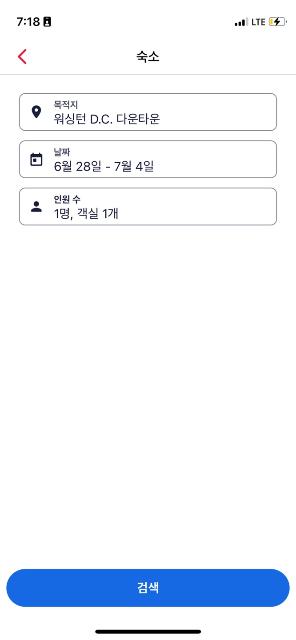 7:18
LTE
숙소
목적지
워싱턴 D.C. 다운타운
날짜
6월 28일 - 7월 4일
인원 수
1명, 객실 1개
검색